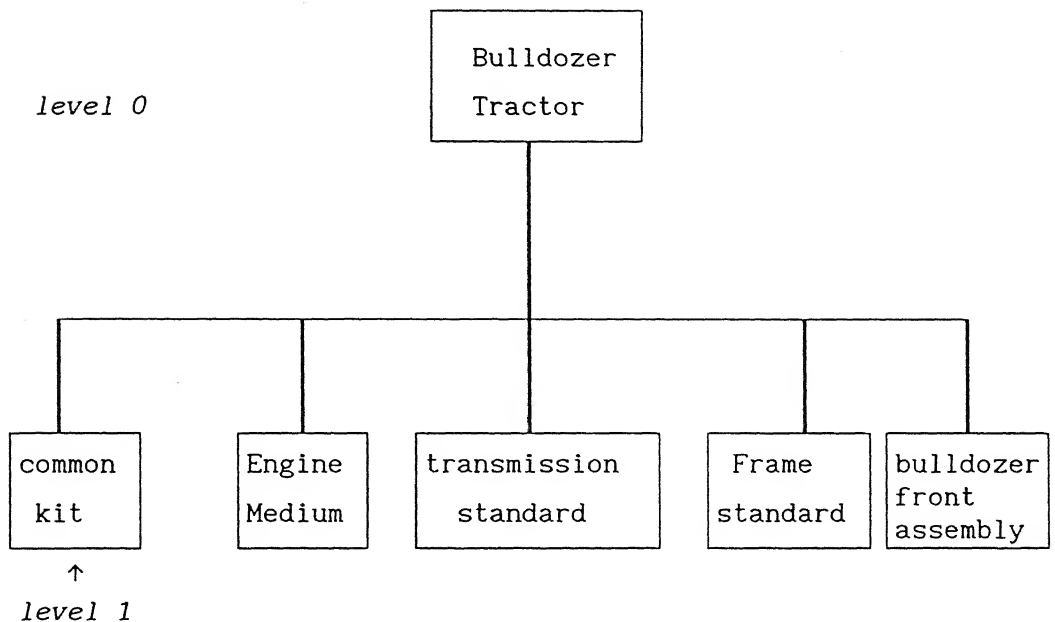 Bulldozer
Tractor
level 0
common
kit
Engine
Medium
transmission
standard
Frame
standard
bulldozer
front
assembly
↑
level 1